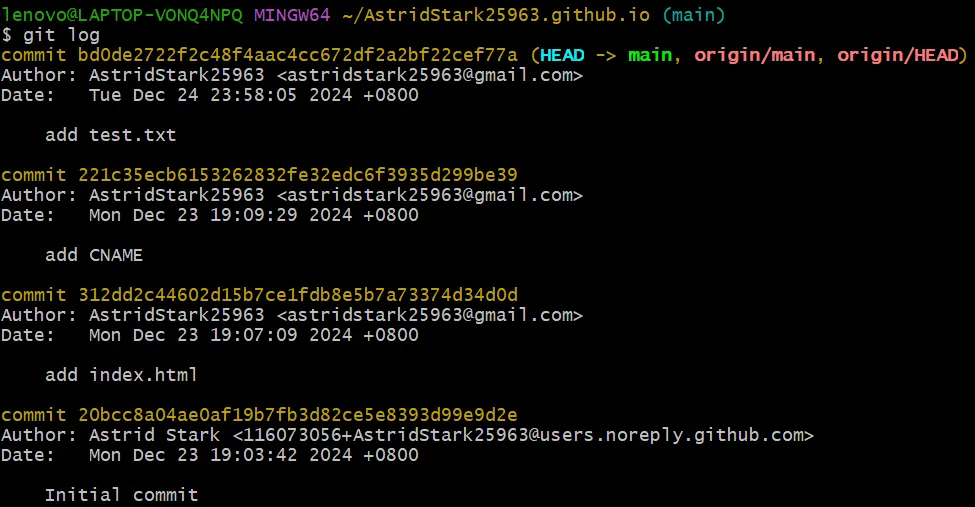 lenovo@LAPTOP-VONQ4NPQ MINGW64 ~/AstridStark25963.github.io (main)
$ git log
commit bd0de2722f2c48f4aac4cc672df2a2bf22cef77a (HEAD -> main, origin/main, origin/HEAD)
Author: AstridStark25963 <astridstark25963@gmail.com>
Date:   Tue Dec 24 23:58:05 2024 +0800
    add test.txt
commit 221c35ecb6153262832fe32edc6f3935d299be39
Author: AstridStark25963 <astridstark25963@gmail.com>
Date:   Mon Dec 23 19:09:29 2024 +0800
    add CNAME
commit 312dd2c44602d15b7ce1fdb8e5b7a73374d34d0d
Author: AstridStark25963 <astridstark25963@gmail.com>
Date:   Mon Dec 23 19:07:09 2024 +0800
    add index.html
commit 20bcc8a04ae0af19b7fb3d82ce5e8393d99e9d2e
Author: Astrid Stark <116073056+AstridStark25963@users.noreply.github.com>
Date:   Mon Dec 23 19:03:42 2024 +0800
    Initial commit